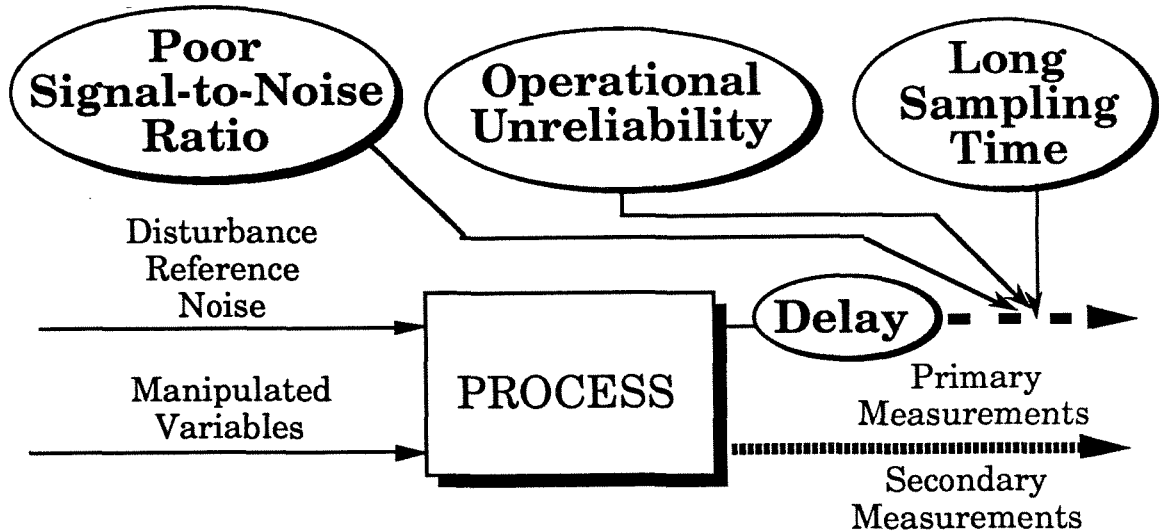 Poor
Signal-to-Noise
Ratio
Operational
Unreliability
Long
Sampling
Time
Disturbance
Reference
Noise
Manipulated
Variables
PROCESS
Delay
Primary
Measurements
Secondary
Measurements